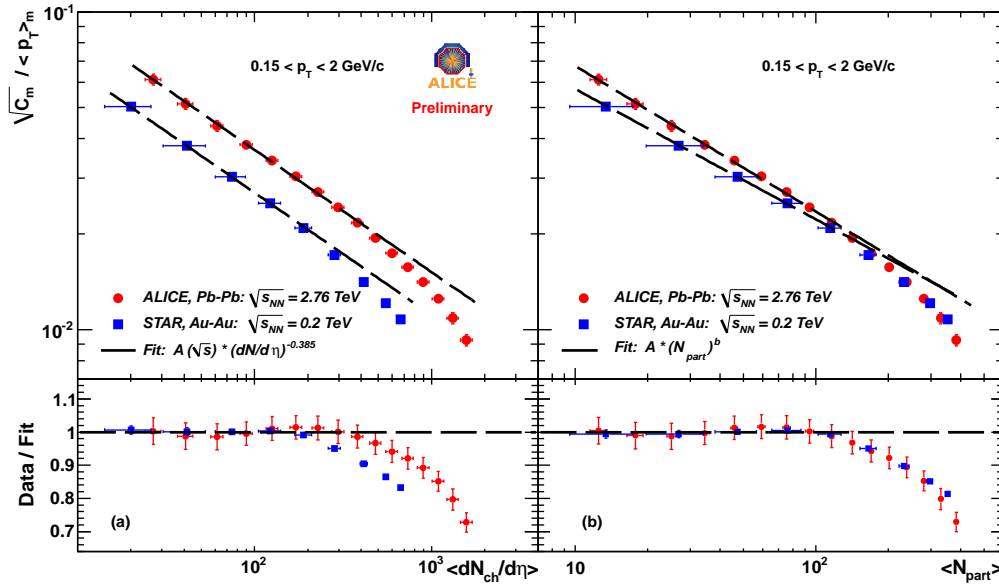 √C_m / < p_T >_m
10^-1
10^-2
0.15 < p_T < 2 GeV/c
ALICE
Preliminary
ALICE, Pb-Pb: √s_NN = 2.76 TeV
STAR, Au-Au: √s_NN = 0.2 TeV
Fit: A (√s) * (dN/dη)^-0.385
0.15 < p_T < 2 GeV/c
ALICE, Pb-Pb: √s_NN = 2.76 TeV
STAR, Au-Au: √s_NN = 0.2 TeV
Fit: A * (N_part)^b
Data / Fit
1.1
1
0.9
0.8
0.7
(a)
(b)
10^2
10^3
<dN_ch/dη>
10
10^2
<N_part>